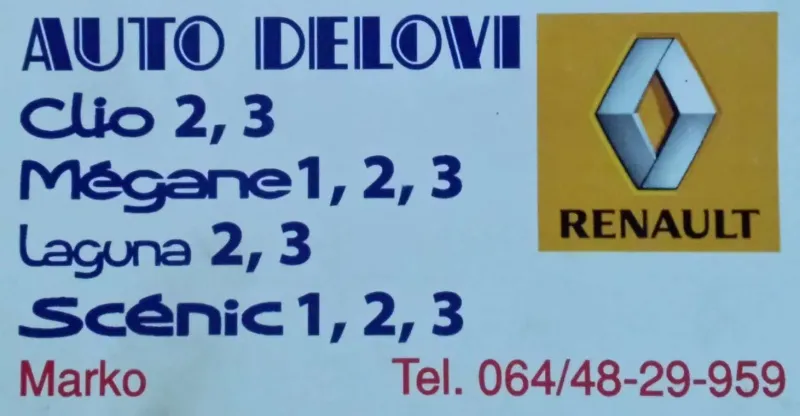 AUTO DELOVI
Clio 2, 3
Mégane 1, 2, 3
Laguna 2, 3
Scénic 1, 2, 3
RENAULT
Marko
Tel. 064/48-29-959